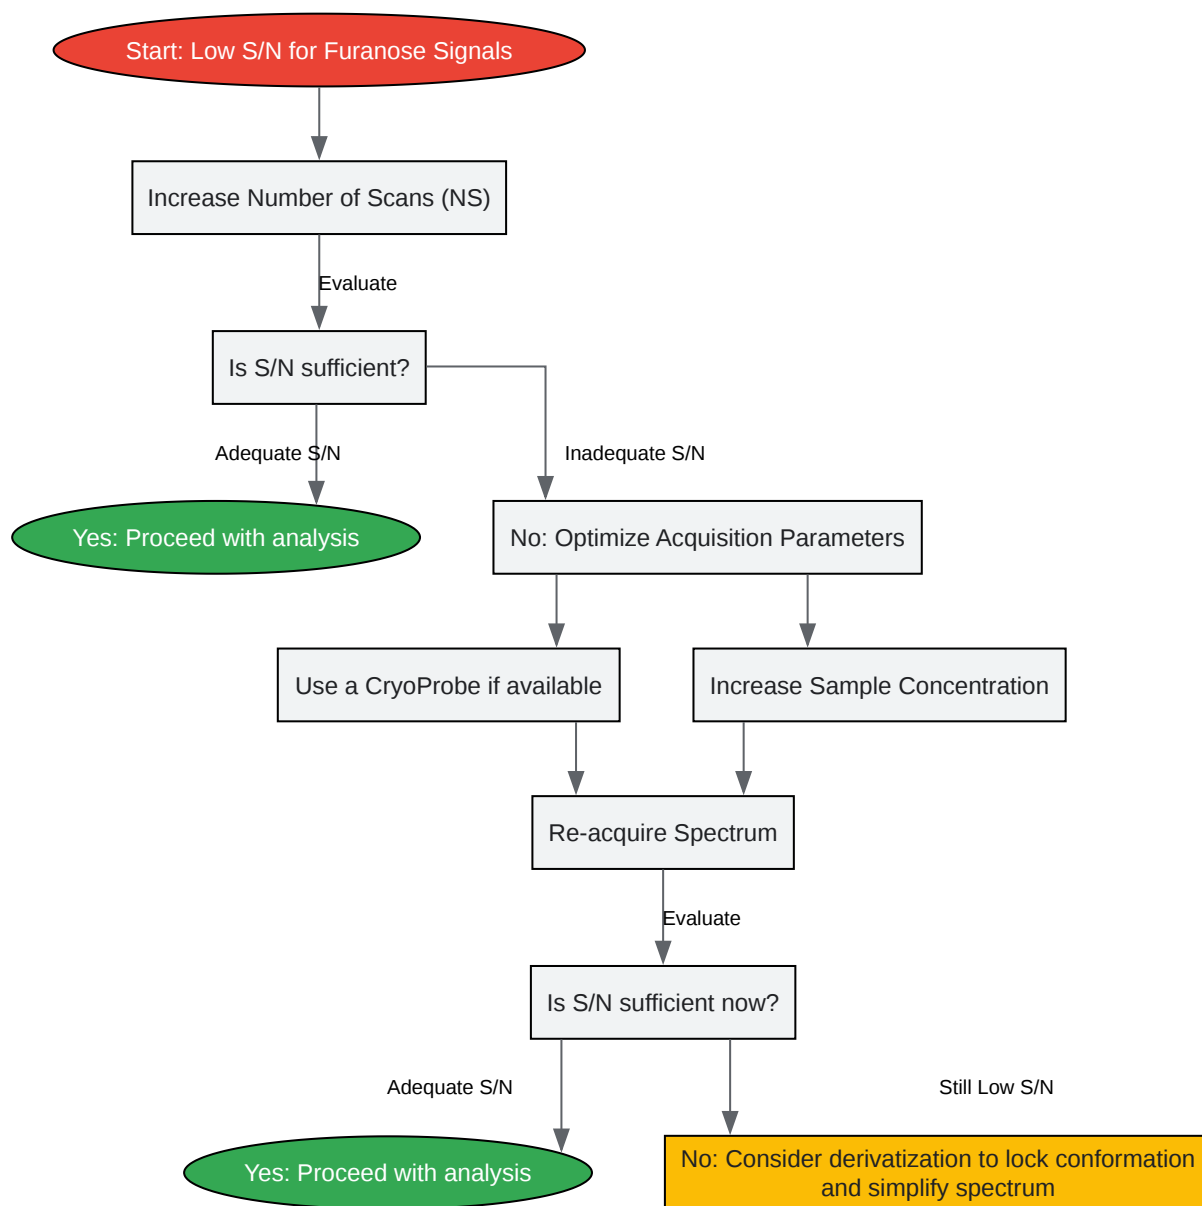 Start: Low S/N for Furanose Signals
Increase Number of Scans (NS)
Evaluate
Is S/N sufficient?
Adequate S/N
Inadequate S/N
Yes: Proceed with analysis
No: Optimize Acquisition Parameters
Use a CryoProbe if available
Increase Sample Concentration
Re-acquire Spectrum
Evaluate
Is S/N sufficient now?
Adequate S/N
Still Low S/N
Yes: Proceed with analysis
No: Consider derivatization to lock conformation
and simplify spectrum